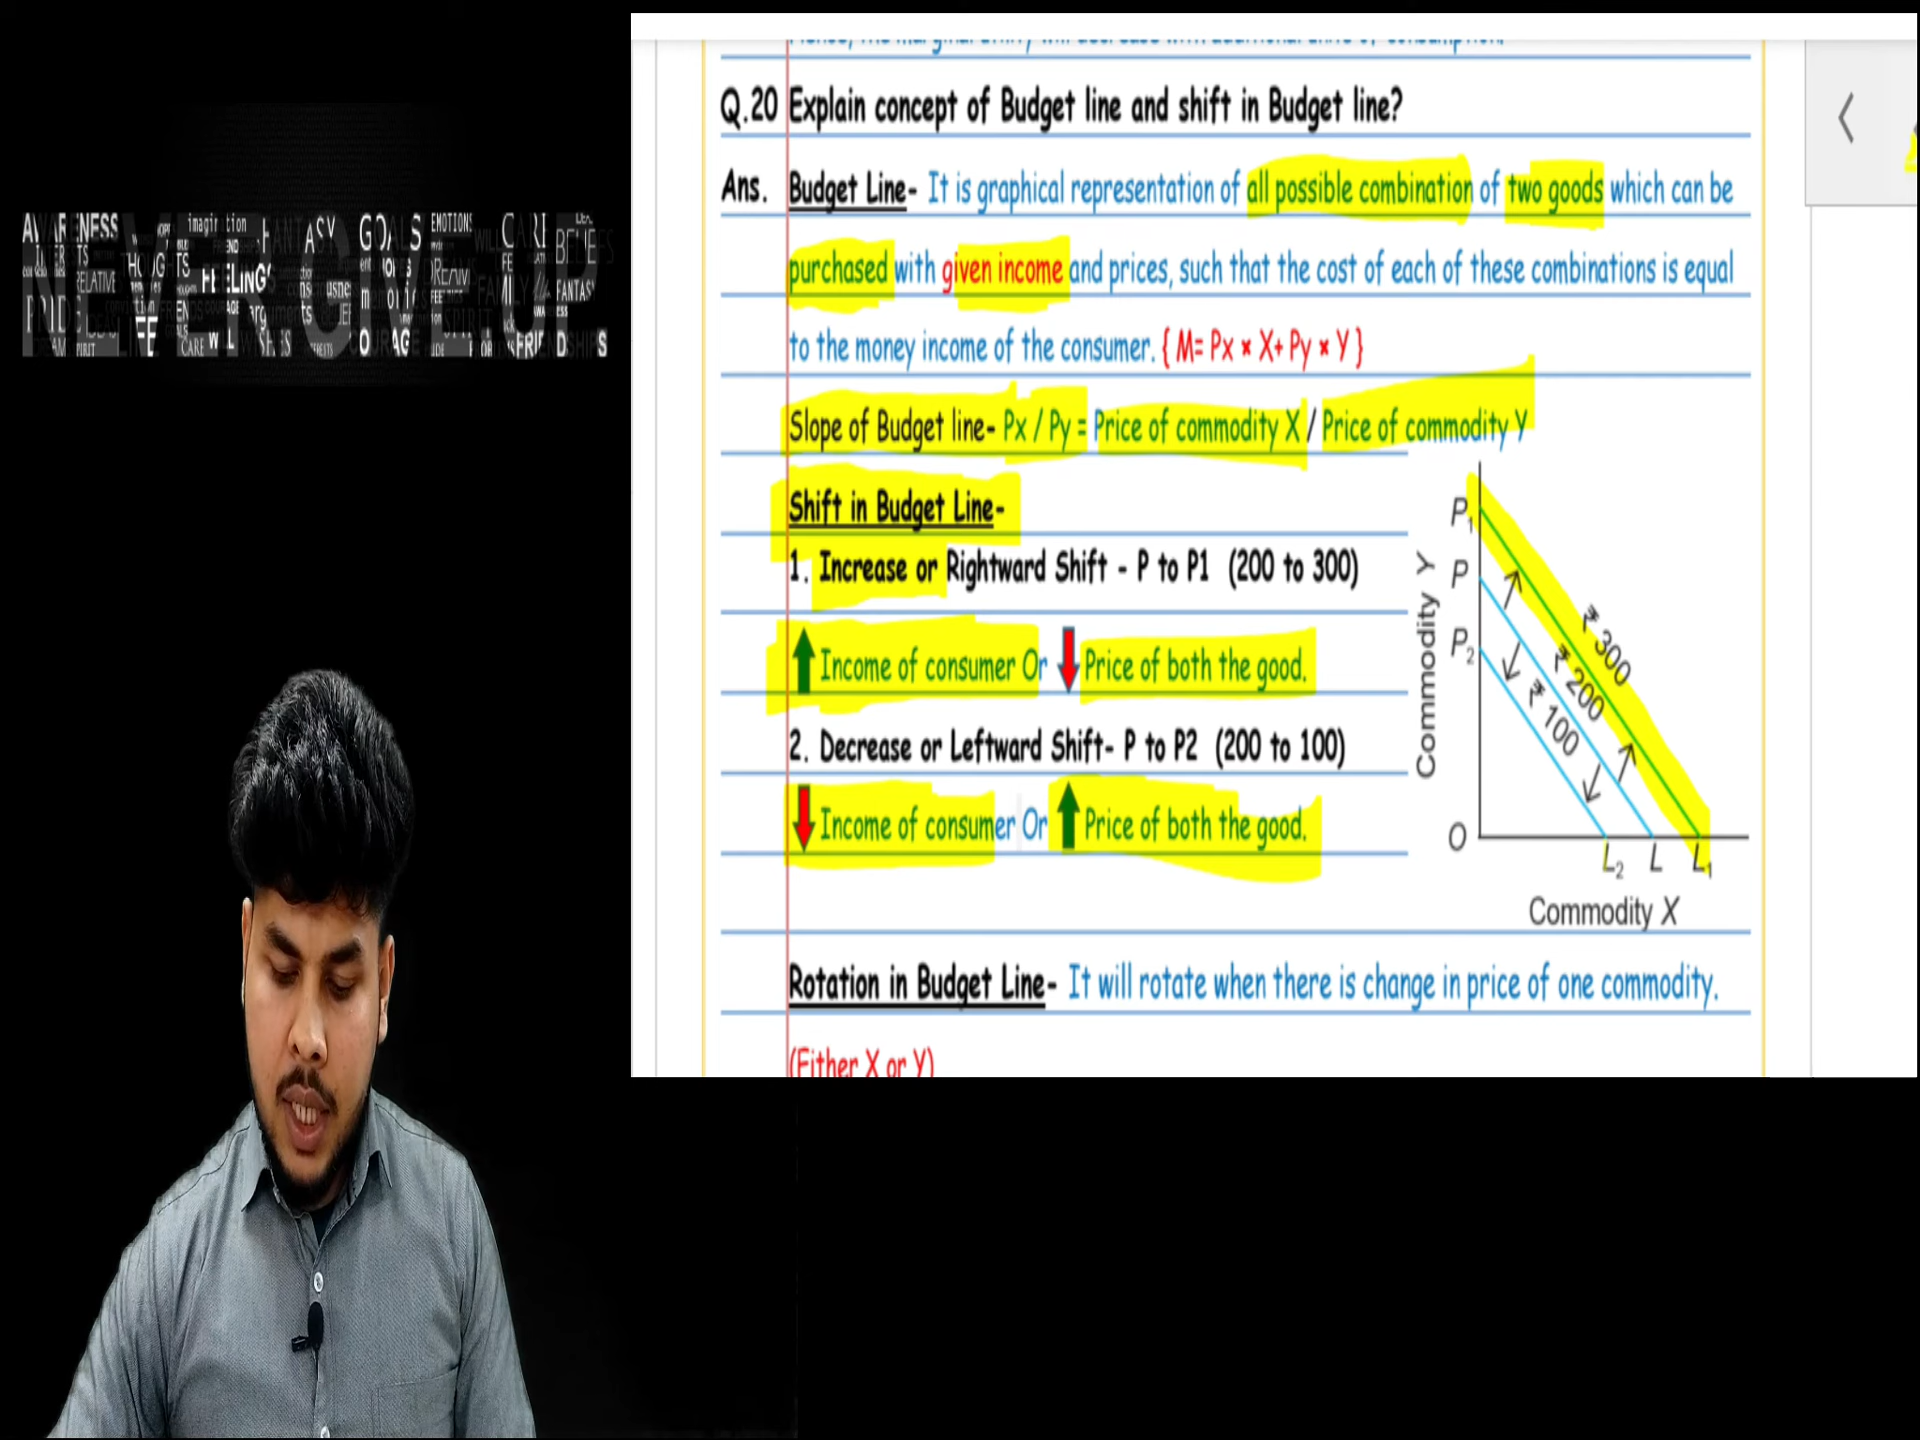 NEVER GIVE UP
Q.20 Explain concept of Budget line and shift in Budget line?
Ans. Budget Line- It is graphical representation of all possible combination of two goods which can be
purchased with given income and prices, such that the cost of each of these combinations is equal
to the money income of the consumer. { M= Px × X+ Py × Y }
Slope of Budget line- Px / Py = Price of commodity X / Price of commodity Y
Shift in Budget Line-
1. Increase or Rightward Shift - P to P1 (200 to 300)
Income of consumer Or Price of both the good.
2. Decrease or Leftward Shift- P to P2 (200 to 100)
Income of consumer Or Price of both the good.
Commodity Y
P₁
P
P₂
₹ 300
₹ 200
₹ 100
O
L₂ L L₁
Commodity X
Rotation in Budget Line- It will rotate when there is change in price of one commodity.
(Either X or Y)